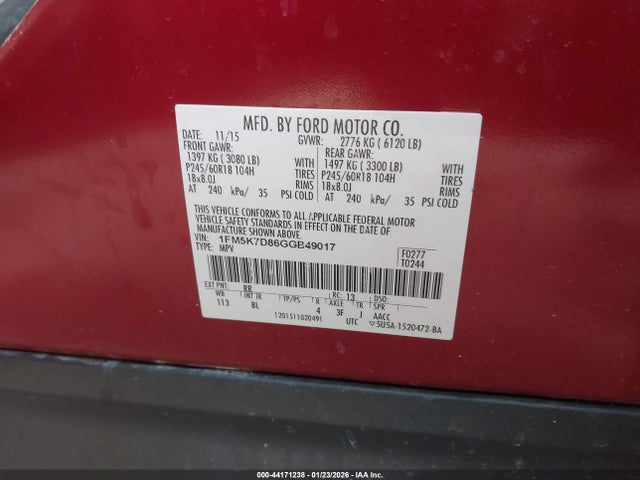 MFD. BY FORD MOTOR CO.
DATE: 11/15 GVWR: 2776 KG ( 6120 LB)
FRONT GAWR: REAR GAWR:
1397 KG ( 3080 LB) WITH 1497 KG ( 3300 LB) WITH
P245/60R18 104H TIRES P245/60R18 104H TIRES
18x8.0J RIMS 18x8.0J RIMS
AT 240 kPa/ 35 PSI COLD AT 240 kPa/ 35 PSI COLD
THIS VEHICLE CONFORMS TO ALL APPLICABLE FEDERAL MOTOR
VEHICLE SAFETY STANDARDS IN EFFECT ON THE DATE OF
MANUFACTURE SHOWN ABOVE.
VIN: 1FM5K7D86GGB49017 F0277
TYPE: MPV T0244
EXT PNT: RR RC: 13 DSO:
WB INT TR TP/PS R AXLE TR SPR
113 BL 4 3F J AACC
1201511020491 UTC ▽5U5A-1520472-BA
000-44171238 - 01/23/2026 - IAA Inc.